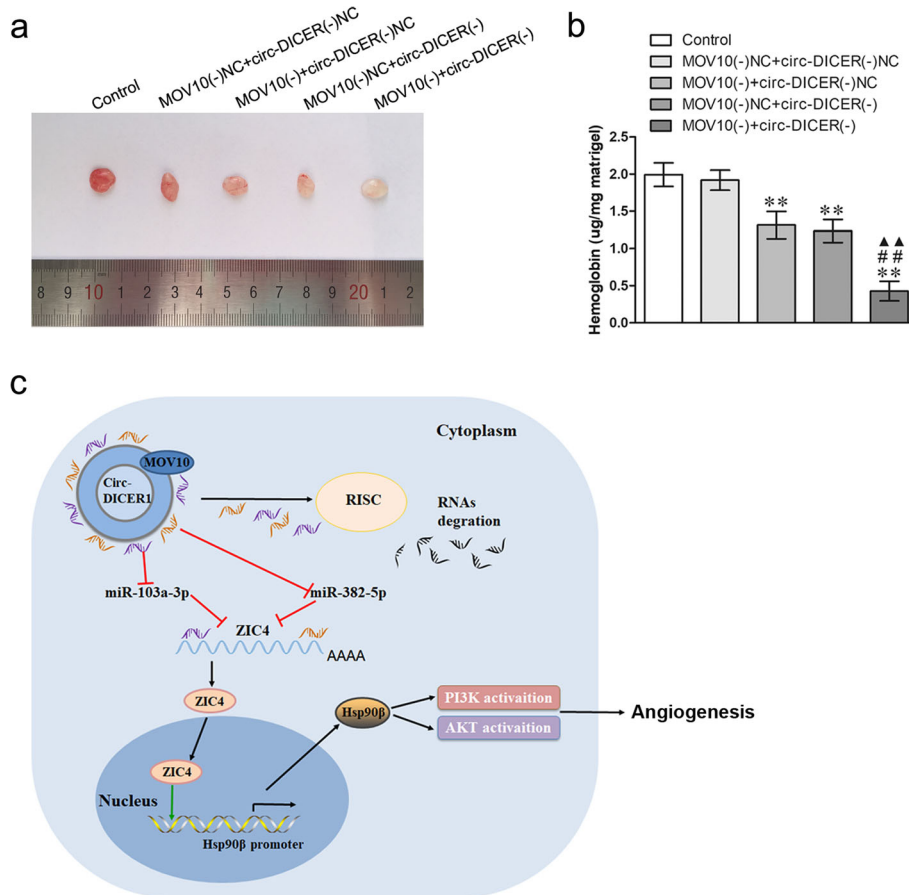 a
Control
MOV10(-)NC+circ-DICER(-)NC
MOV10(-)+circ-DICER(-)NC
MOV10(-)NC+circ-DICER(-)
MOV10(-)+circ-DICER(-)
8 9 10 1 2 3 4 5 6 7 8 9 20 1 2
b
Control
MOV10(-)NC+circ-DICER(-)NC
MOV10(-)+circ-DICER(-)NC
MOV10(-)NC+circ-DICER(-)
MOV10(-)+circ-DICER(-)
Hemoglobin (ug/mg matrigel)
2.5
2.0
1.5
1.0
0.5
0.0
**
**
▲▲
##
**
c
Cytoplasm
MOV10
Circ-
DICER1
RISC
RNAs
degration
miR-103a-3p
miR-382-5p
ZIC4
AAAA
ZIC4
Hsp90β
PI3K activaition
AKT activaition
Angiogenesis
ZIC4
Nucleus
Hsp90β promoter